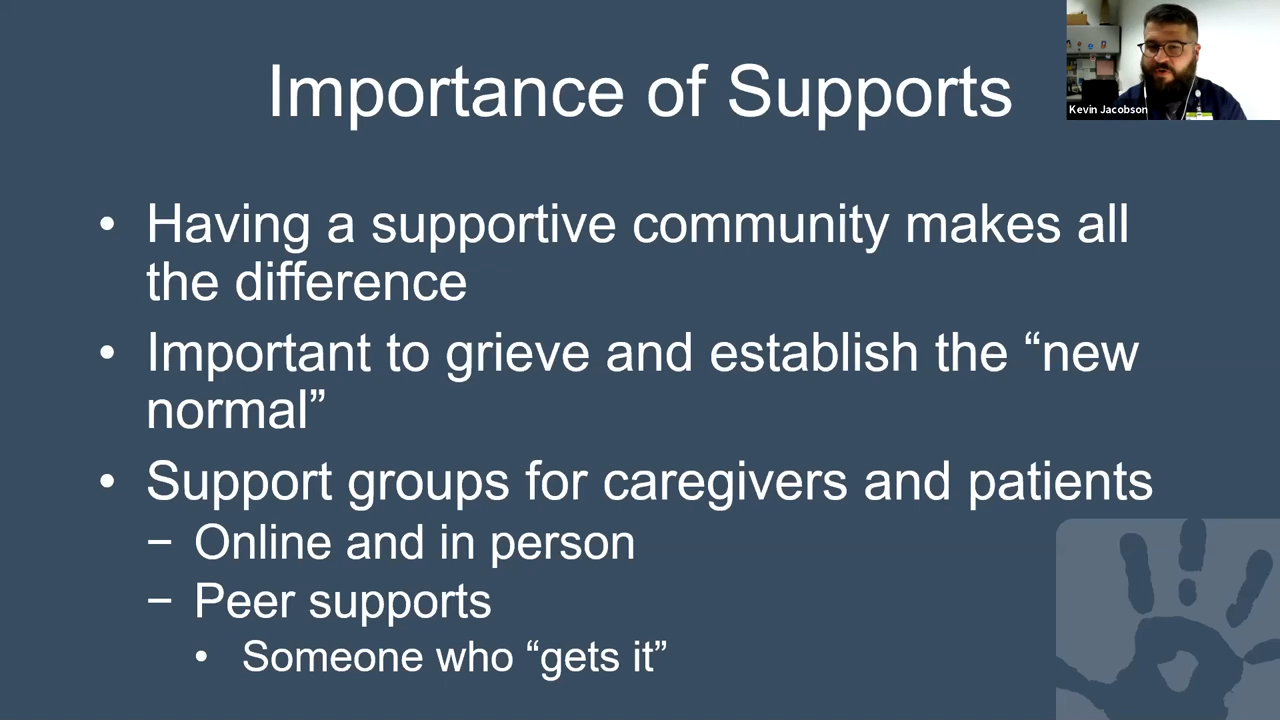 Importance of Supports
Kevin Jacobson
• Having a supportive community makes all
the difference
• Important to grieve and establish the “new
normal”
• Support groups for caregivers and patients
– Online and in person
– Peer supports
• Someone who “gets it”